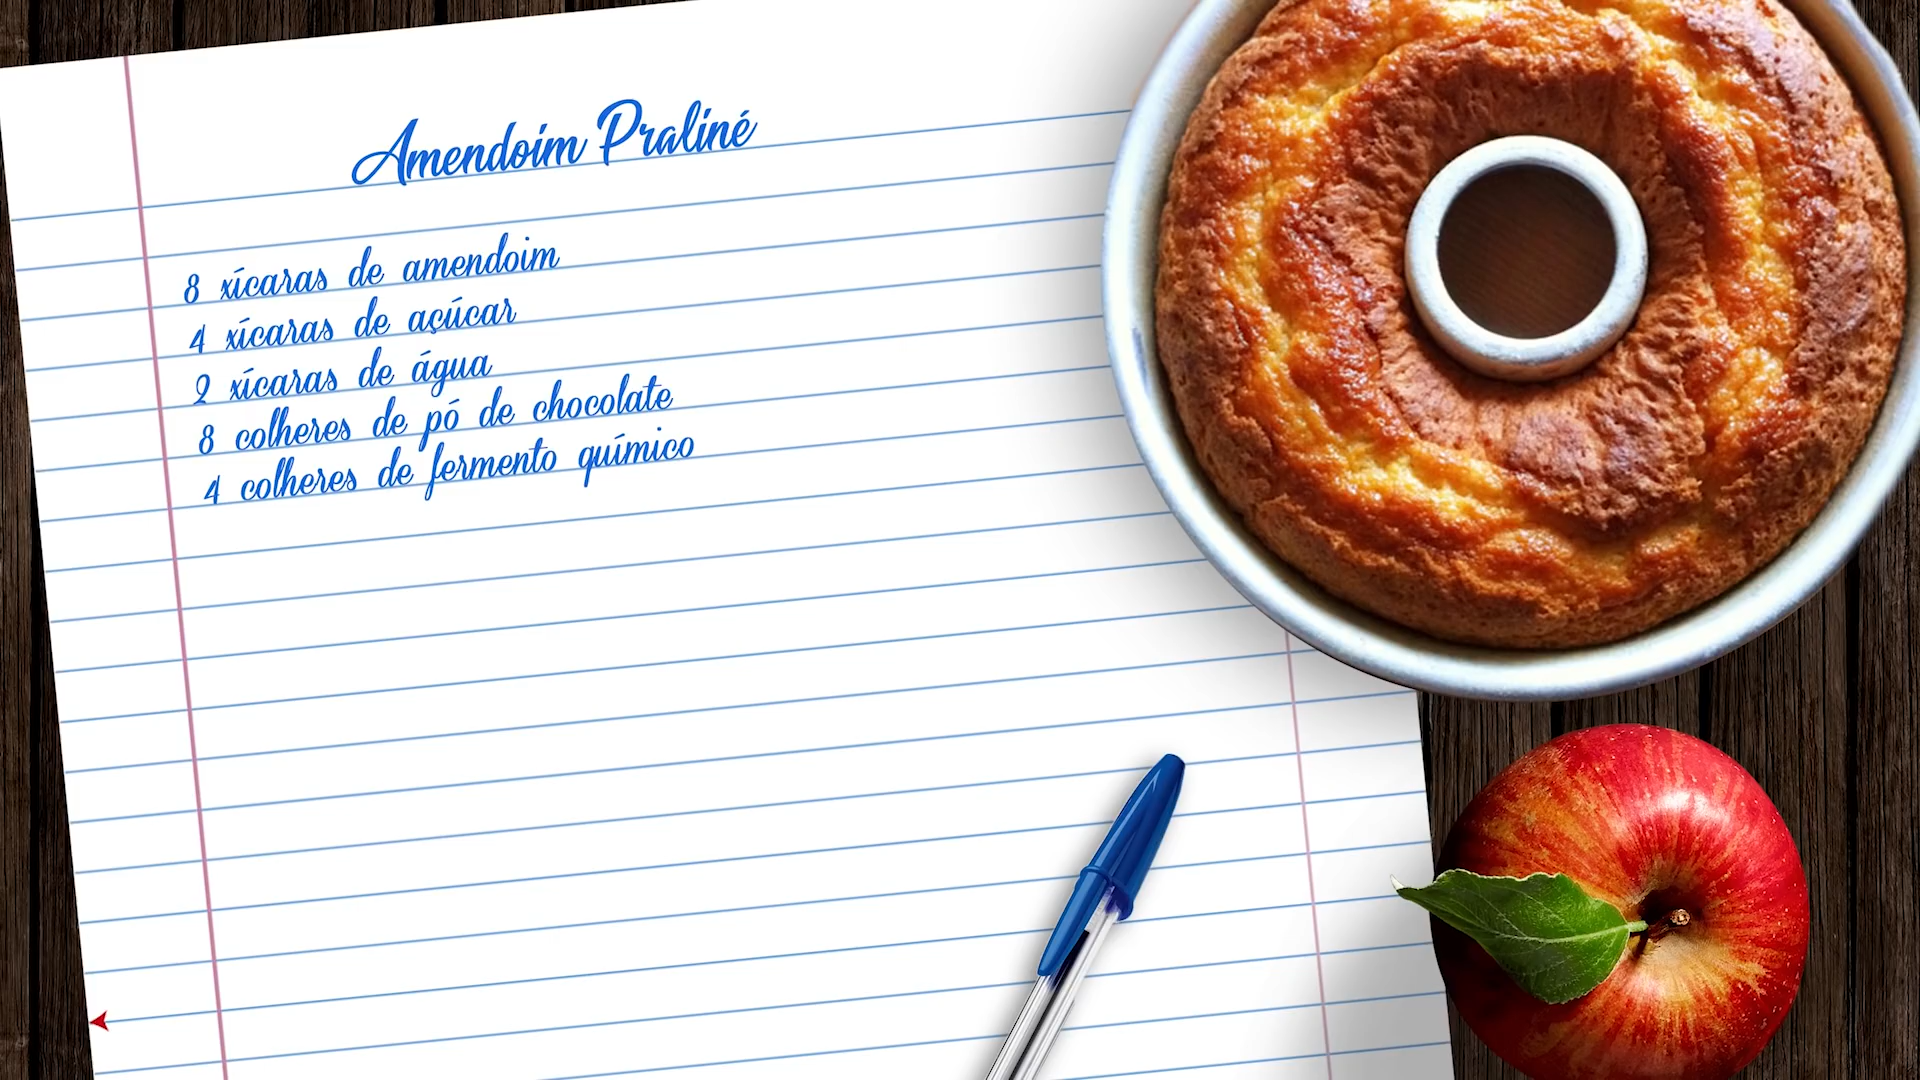 Amendoim Praliné
8 xícaras de amendoim
4 xícaras de açúcar
2 xícaras de água
8 colheres de pó de chocolate
4 colheres de fermento químico